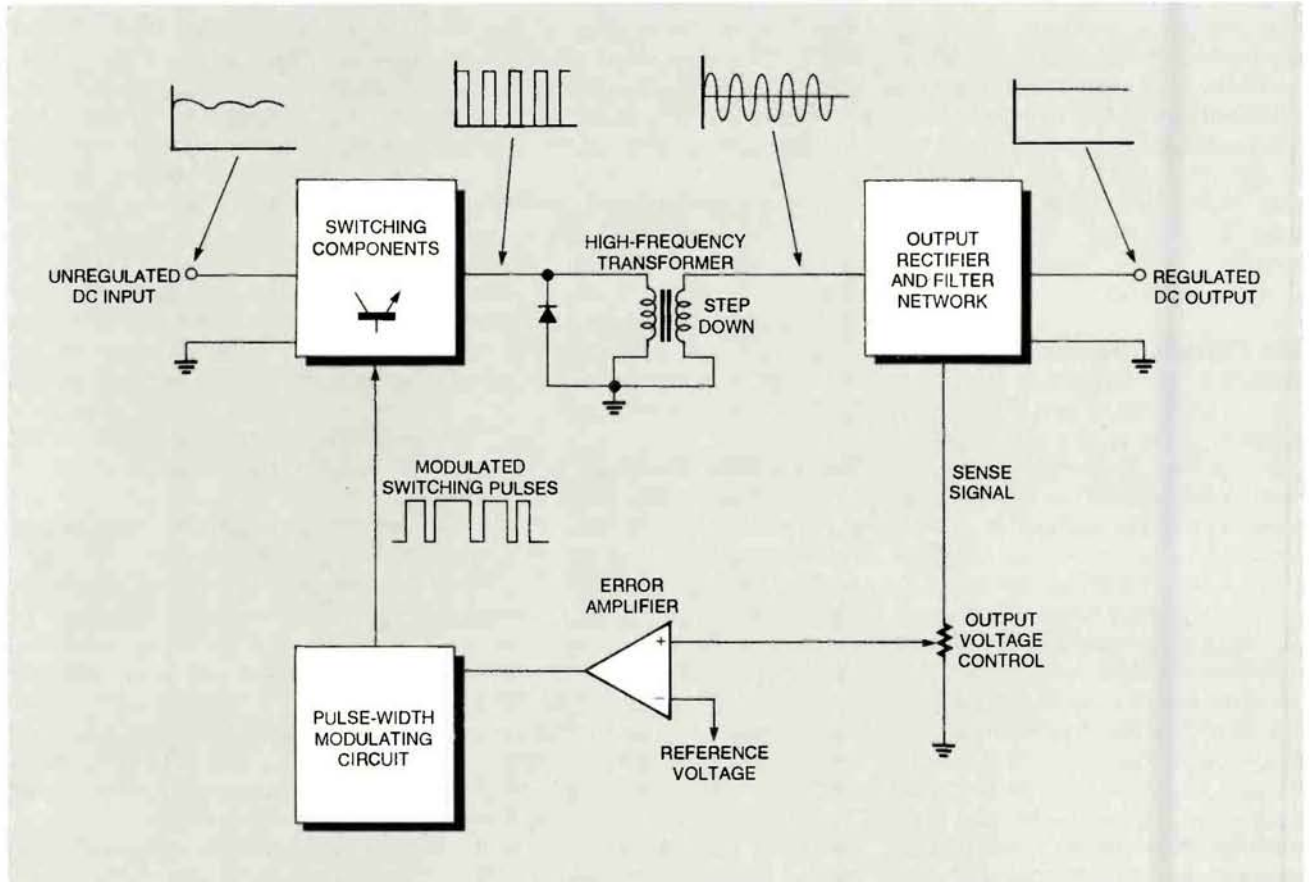 UNREGULATED
DC INPUT
SWITCHING
COMPONENTS
HIGH-FREQUENCY
TRANSFORMER
STEP
DOWN
OUTPUT
RECTIFIER
AND FILTER
NETWORK
REGULATED
DC OUTPUT
MODULATED
SWITCHING PULSES
SENSE
SIGNAL
ERROR
AMPLIFIER
+
−
OUTPUT
VOLTAGE
CONTROL
REFERENCE
VOLTAGE
PULSE-WIDTH
MODULATING
CIRCUIT